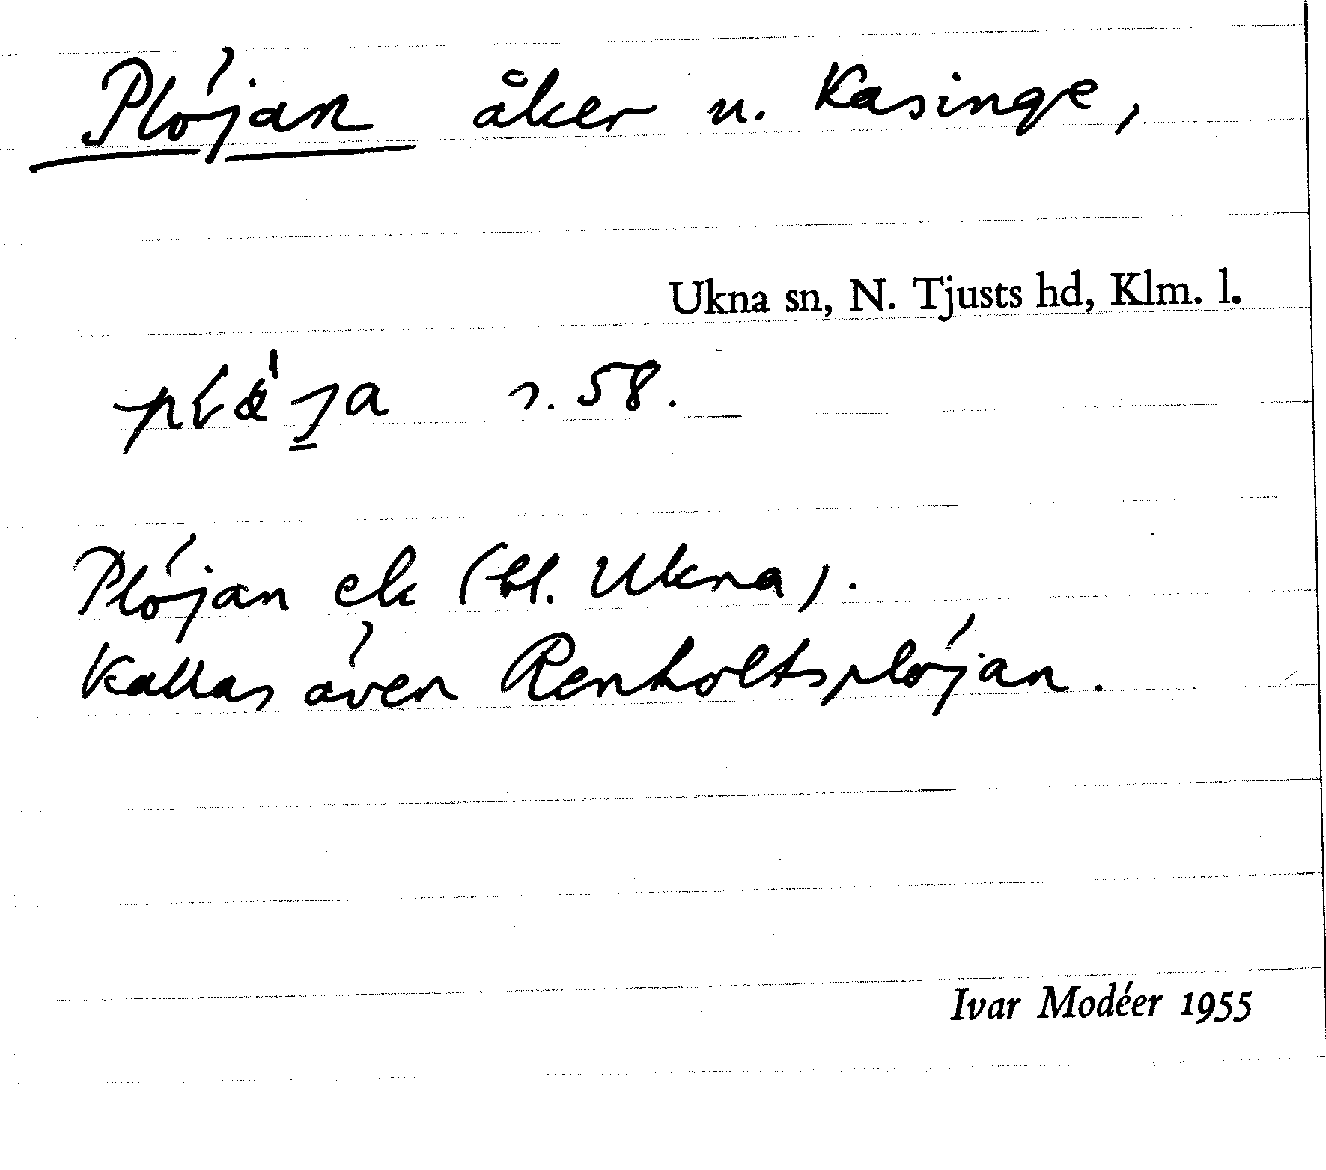 Plöjan åker u. Kasinge,
Ukna sn, N. Tjusts hd, Klm. l.
s. 58.
Plöjan ek (bl. Ukna).
Kallas även Renholtsplöjan.
Ivar Modéer 1955